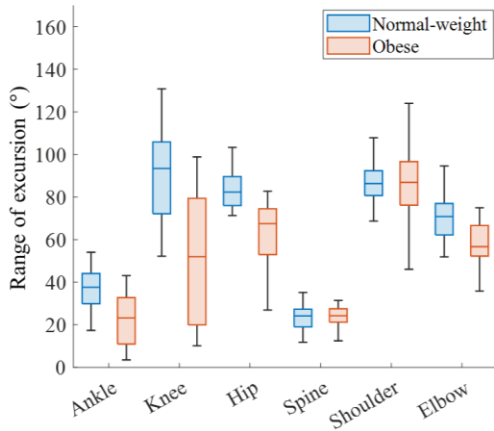 Normal-weight
Obese
Range of excursion (°)
160
140
120
100
80
60
40
20
0
Ankle
Knee
Hip
Spine
Shoulder
Elbow